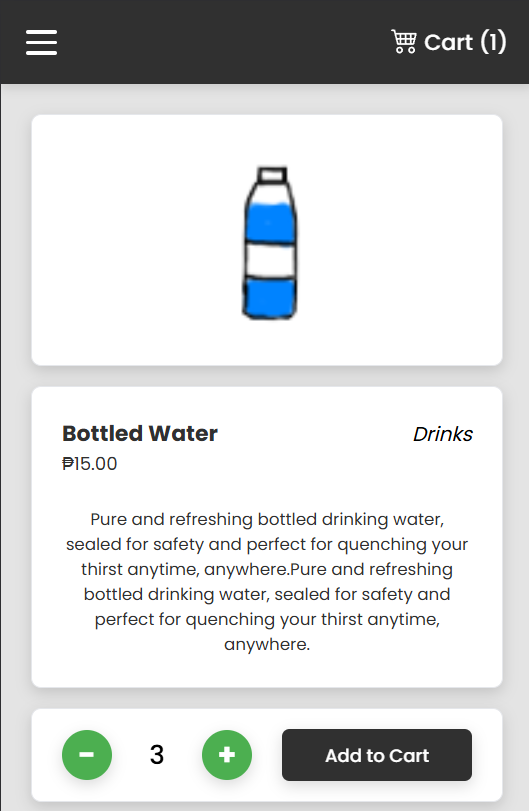 Cart (1)
Bottled Water
Drinks
₱15.00
Pure and refreshing bottled drinking water,
sealed for safety and perfect for quenching your
thirst anytime, anywhere.Pure and refreshing
bottled drinking water, sealed for safety and
perfect for quenching your thirst anytime,
anywhere.
3
Add to Cart